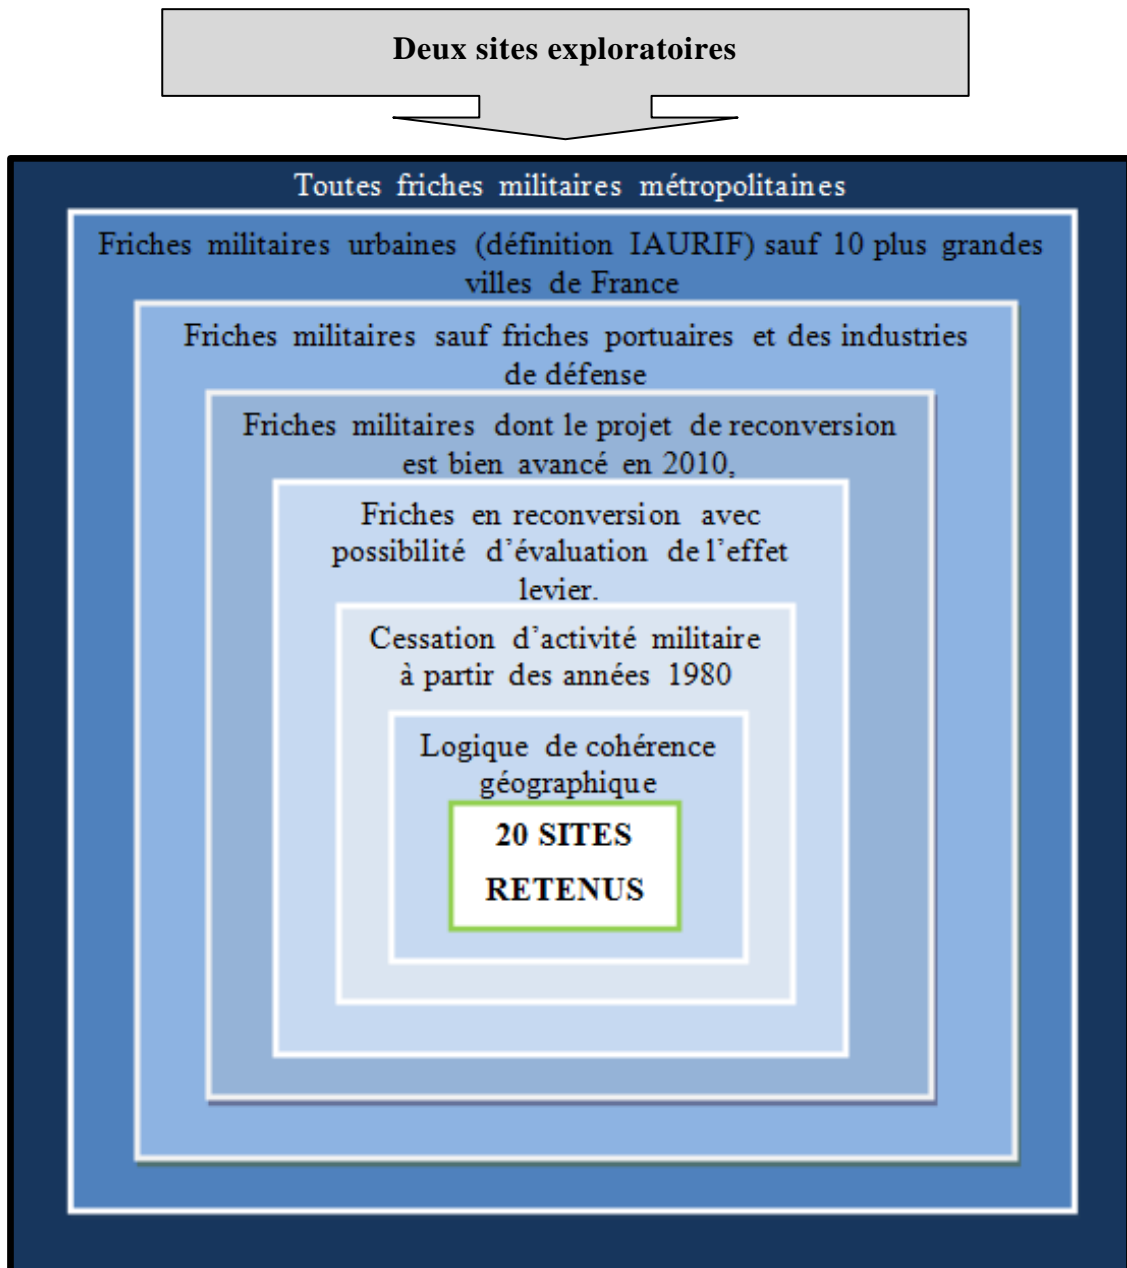 Deux sites exploratoires
Toutes friches militaires métropolitaines
Friches militaires urbaines (définition IAURIF) sauf 10 plus grandes
villes de France
Friches militaires sauf friches portuaires et des industries
de défense
Friches militaires dont le projet de reconversion
est bien avancé en 2010,
Friches en reconversion avec
possibilité d'évaluation de l'effet
levier.
Cessation d'activité militaire
à partir des années 1980
Logique de cohérence
géographique
20 SITES
RETENUS